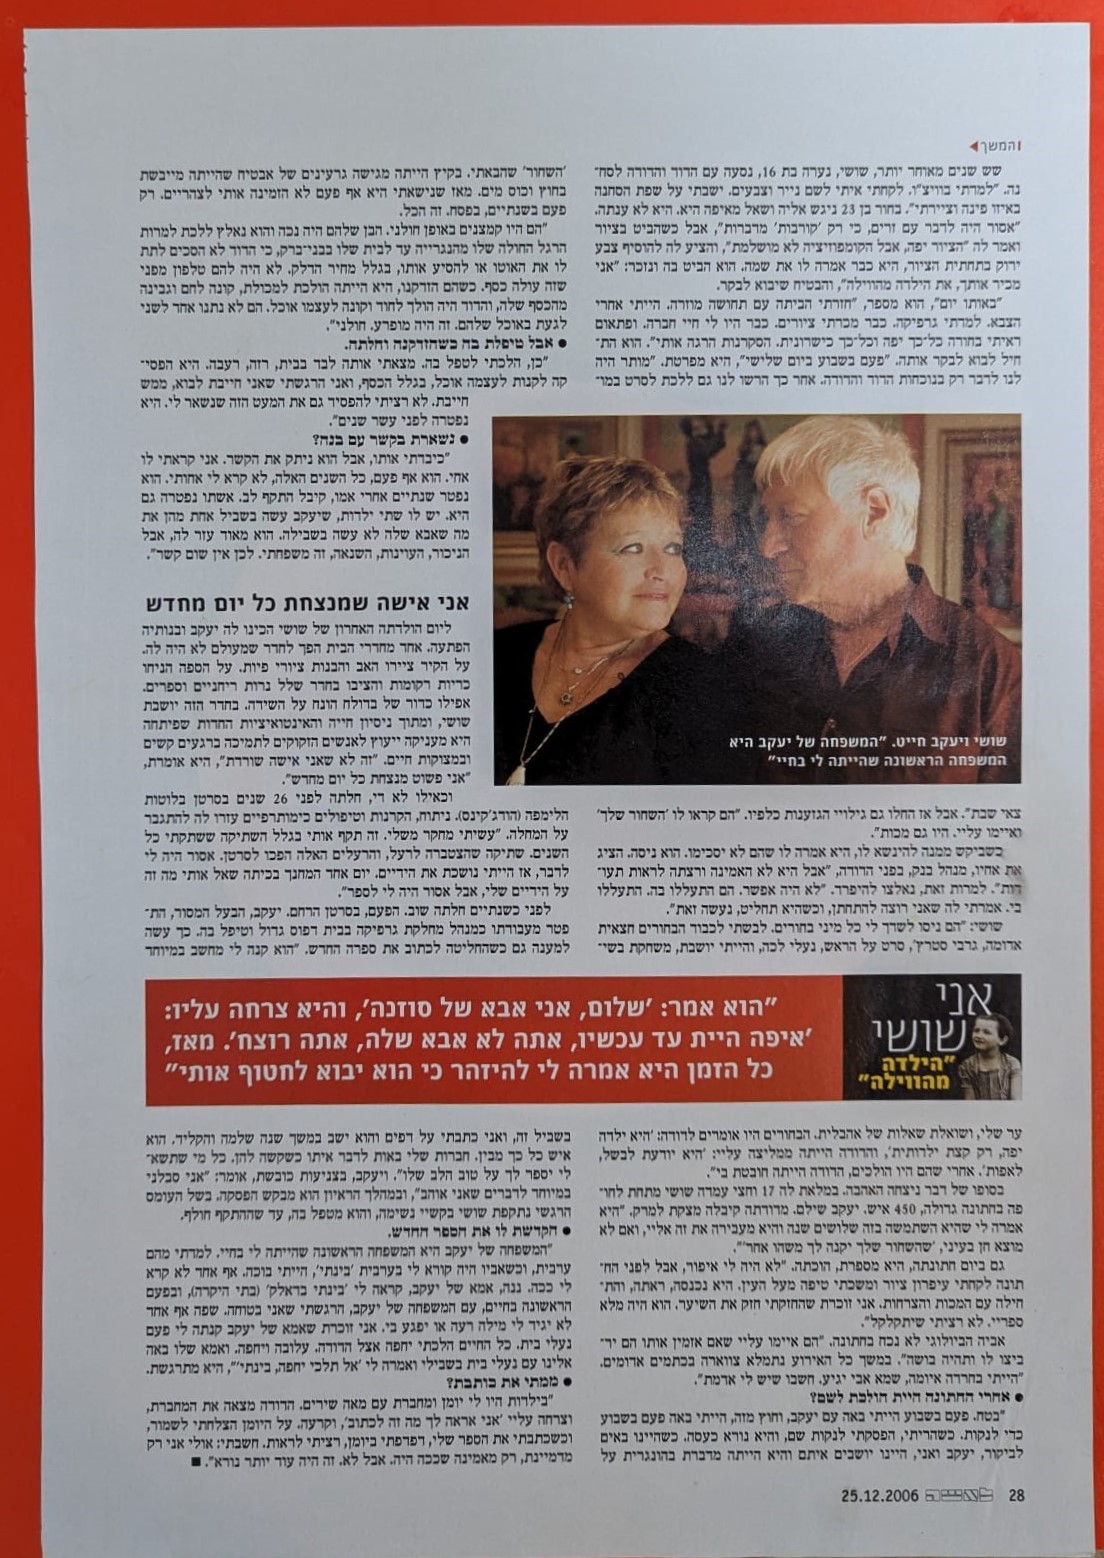 המשך
שש שנים מאוחר יותר, שושי, נערה בת 16, נסעה עם הדוד והדודה לסח־
נה. "למדתי בוויצ"ו. לקחתי איתי לשם נייר וצבעים. ישבתי על שפת הסחנה
באיזו פינה וציירתי". בחור בן 23 ניגש אליה ושאל מאיפה היא. היא לא ענתה.
"אסור היה לדבר עם זרים, כי רק 'קורבות' מדברות", אבל כשהביט בציור
ואמר לה "הציור יפה, אבל הקומפוזיציה לא מושלמת", והציע לה להוסיף צבע
ירוק בתחתית הציור, היא כבר אמרה לו את שמה. הוא הביט בה ונזכר: "אני
מכיר אותך, את הילדה מהווילה", והבטיח שיבוא לבקר.
"באותו יום", הוא מספר, "חזרתי הביתה עם תחושה מוזרה. הייתי אחרי
הצבא. למדתי גרפיקה. כבר מכרתי ציורים. כבר היו לי חיי חברה. ופתאום
ראיתי בחורה כל־כך יפה וכל־כך כישרונית. הסקרנות הרגה אותי". הוא הת־
חיל לבוא לבקר אותה. "פעם בשבוע ביום שלישי", היא מפרטת. "מותר היה
לנו לדבר רק בנוכחות הדוד והדודה. אחר כך הרשו לנו גם ללכת לסרט במו־
שושי ויעקב חייט. "המשפחה של יעקב היא
המשפחה הראשונה שהייתה לי בחיי"
צאי שבת". אבל אז החלו גם גילויי הגזענות כלפיו. "הם קראו לו 'השחור שלך'
ואיימו עליי. היו גם מכות".
כשביקש ממנה להינשא לו, היא אמרה לו שהם לא יסכימו. הוא ניסה. הציג
את אחיו, מנהל בנק, בפני הדודה, "אבל היא לא האמינה ורצתה לראות תעו־
דות". למרות זאת, נאלצו להיפרד. "לא היה אפשר. הם התעללו בה. התעללו
בי. אמרתי לה שאני רוצה להתחתן, וכשהיא תחליט, נעשה זאת".
שושי: "הם ניסו לשדך לי כל מיני בחורים. לבשתי לכבוד הבחורים חצאית
אדומה, גרבי סטרץ', סרט על הראש, נעלי לכה, והייתי יושבת, משחקת בשי־
אני
שושי
"הילדה
מהווילה"
"הוא אמר: 'שלום, אני אבא של סוזנה', והיא צרחה עליו:
'איפה היית עד עכשיו, אתה לא אבא שלה, אתה רוצח'. מאז,
כל הזמן היא אמרה לי להיזהר כי הוא יבוא לחטוף אותי"
ער שלי, ושואלת שאלות של אהבלית. הבחורים היו אומרים לדודה: 'היא ילדה
יפה, רק קצת ילדותית', והדודה הייתה ממליצה עליי: 'היא יודעת לבשל,
לאפות'. אחרי שהם היו הולכים, הדודה הייתה חובטת בי".
בסופו של דבר ניצחה האהבה. במלאת לה 17 וחצי עמדה שושי מתחת לחו־
פה בחתונה גדולה, 450 איש. יעקב שילם. מדודתה קיבלה מצקת למרק. "היא
אמרה לי שהיא השתמשה בזה שלושים שנה והיא מעבירה את זה אליי, ואם לא
מוצא חן בעיני, 'שהשחור שלך יקנה לך משהו אחר'".
גם ביום חתונתה, היא מספרת, הוכתה. "לא היה לי איפור, אבל לפני הח־
תונה לקחתי עיפרון ציור ומשכתי טיפה מעל העין. היא נכנסה, ראתה, והת־
חילה עם המכות והצרחות. אני זוכרת שהחזקתי חזק את השיער. הוא היה מלא
ספריי. לא רציתי שיתקלקל".
אביה הביולוגי לא נכח בחתונה. "הם איימו עליי שאם אזמין אותו הם יר־
ביצו לו ותהיה בושה". במשך כל האירוע נתמלא צווארה בכתמים אדומים.
"הייתי בחרדה איומה, שמא אבי יגיע. חשבו שיש לי אדמת".
● אחרי החתונה היית הולכת לשם?
"בטח. פעם בשבוע הייתי באה עם יעקב, וחוץ מזה, הייתי באה פעם בשבוע
כדי לנקות. כשהריתי, הפסקתי לנקות שם, והיא נורא כעסה. כשהיינו באים
לביקור, יעקב ואני, היינו יושבים איתם והיא הייתה מדברת בהונגרית על
'השחור' שהבאתי. בקיץ הייתה מגישה גרעינים של אבטיח שהייתה מייבשת
בחוץ וכוס מים. מאז שנישאתי היא אף פעם לא הזמינה אותי לצהריים. רק
פעם בשנתיים, בפסח. זה הכל.
"הם היו קמצנים באופן חולני. הבן שלהם היה נכה והוא נאלץ ללכת למרות
הרגל החולה שלו מהנגרייה עד לבית שלו בבני־ברק, כי הדוד לא הסכים לתת
לו את האוטו או להסיע אותו, בגלל מחיר הדלק. לא היה להם טלפון מפני
שזה עולה כסף. כשהם הזדקנו, היא הייתה הולכת למכולת, קונה לחם וגבינה
מהכסף שלה, והדוד היה הולך לחוד וקונה לעצמו אוכל. הם לא נתנו אחד לשני
לגעת באוכל שלהם. זה היה מופרע. חולני".
● אבל טיפלת בה כשהזדקנה וחלתה.
"כן, הלכתי לטפל בה. מצאתי אותה לבד בבית, רזה, רעבה. היא הפסי־
קה לקנות לעצמה אוכל, בגלל הכסף, ואני הרגשתי שאני חייבת לבוא, ממש
חייבת. לא רציתי להפסיד גם את המעט הזה שנשאר לי. היא
נפטרה לפני עשר שנים".
● נשארת בקשר עם בנה?
"כיבדתי אותו, אבל הוא ניתק את הקשר. אני קראתי לו
אחי. הוא אף פעם, כל השנים האלה, לא קרא לי אחותי. הוא
נפטר שנתיים אחרי אמו, קיבל התקף לב. אשתו נפטרה גם
היא. יש לו שתי ילדות, שיעקב עשה בשביל אחת מהן את
מה שאבא שלה לא עשה בשבילה. הוא מאוד עזר לה, אבל
הניכור, העוינות, השנאה, זה משפחתי. לכן אין שום קשר".
אני אישה שמנצחת כל יום מחדש
ליום הולדתה האחרון של שושי הכינו לה יעקב ובנותיה
הפתעה. אחד מחדרי הבית הפך לחדר שמעולם לא היה לה.
על הקיר ציירו האב והבנות ציורי פיות. על הספה הניחו
כריות רקומות והציבו בחדר שלל נרות ריחניים וספרים.
אפילו כדור של בדולח הונח על השידה. בחדר הזה יושבת
שושי, ומתוך ניסיון חייה והאינטואיציות החדות שפיתחה
היא מעניקה ייעוץ לאנשים הזקוקים לתמיכה ברגעים קשים
ובמצוקות חיים. "זה לא שאני אישה שורדת", היא אומרת,
"אני פשוט מנצחת כל יום מחדש".
וכאילו לא די, חלתה לפני 26 שנים בסרטן בלוטות
הלימפה (הודג'קינס). ניתוח, הקרנות וטיפולים כימותרפיים עזרו לה להתגבר
על המחלה. "עשיתי מחקר משלי. זה תקף אותי בגלל השתיקה ששתקתי כל
השנים. שתיקה שהצטברה לרעל, והרעלים האלה הפכו לסרטן. אסור היה לי
לדבר, אז הייתי נושכת את הידיים. יום אחד המחנך בכיתה שאל אותי מה זה
על הידיים שלי, אבל אסור היה לי לספר".
לפני כשנתיים חלתה שוב. הפעם, בסרטן הרחם. יעקב, הבעל המסור, הת־
פטר מעבודתו כמנהל מחלקת גרפיקה בבית דפוס גדול וטיפל בה. כך עשה
למענה גם כשהחליטה לכתוב את ספרה החדש. "הוא קנה לי מחשב במיוחד
בשביל זה, ואני כתבתי על דפים והוא ישב במשך שנה שלמה והקליד. הוא
איש כל כך מבין. חברות שלי באות לדבר איתו כשקשה להן. כל מי שתשא־
לי יספר לך על טוב הלב שלו". ויעקב, בצניעות כובשת, אומר: "אני סבלני
במיוחד לדברים שאני אוהב", ובמהלך הראיון הוא מבקש הפסקה. בשל העומס
הרגשי נתקפת שושי בקשיי נשימה, והוא מטפל בה, עד שההתקף חולף.
● הקדשת לו את הספר החדש.
"המשפחה של יעקב היא המשפחה הראשונה שהייתה לי בחיי. למדתי מהם
ערבית, וכשאביו היה קורא לי בערבית 'בינתי', הייתי בוכה. אף אחד לא קרא
לי ככה. ננה, אמא של יעקב, קראה לי 'בינתי בדאלק' (בתי היקרה), ובפעם
הראשונה בחיים, עם המשפחה של יעקב, הרגשתי שאני בטוחה. שפה אף אחד
לא יגיד לי מילה רעה או יפגע בי. אני זוכרת שאמא של יעקב קנתה לי פעם
נעלי בית. כל החיים הלכתי יחפה אצל הדודה. עלובה ויחפה. ואמא שלו באה
אלינו עם נעלי בית בשבילי ואמרה לי 'אל תלכי יחפה, בינתי'", היא מתרגשת.
● ממתי את כותבת?
"בילדות היו לי יומן ומחברת עם מאה שירים. הדודה מצאה את המחברת,
וצרחה עליי 'אני אראה לך מה זה לכתוב', וקרעה. על היומן הצלחתי לשמור,
וכשכתבתי את הספר שלי, דפדפתי ביומן, רציתי לראות. חשבתי: אולי אני רק
מדמיינת, רק מאמינה שככה היה. אבל לא. זה היה עוד יותר נורא". ■
28 25.12.2006